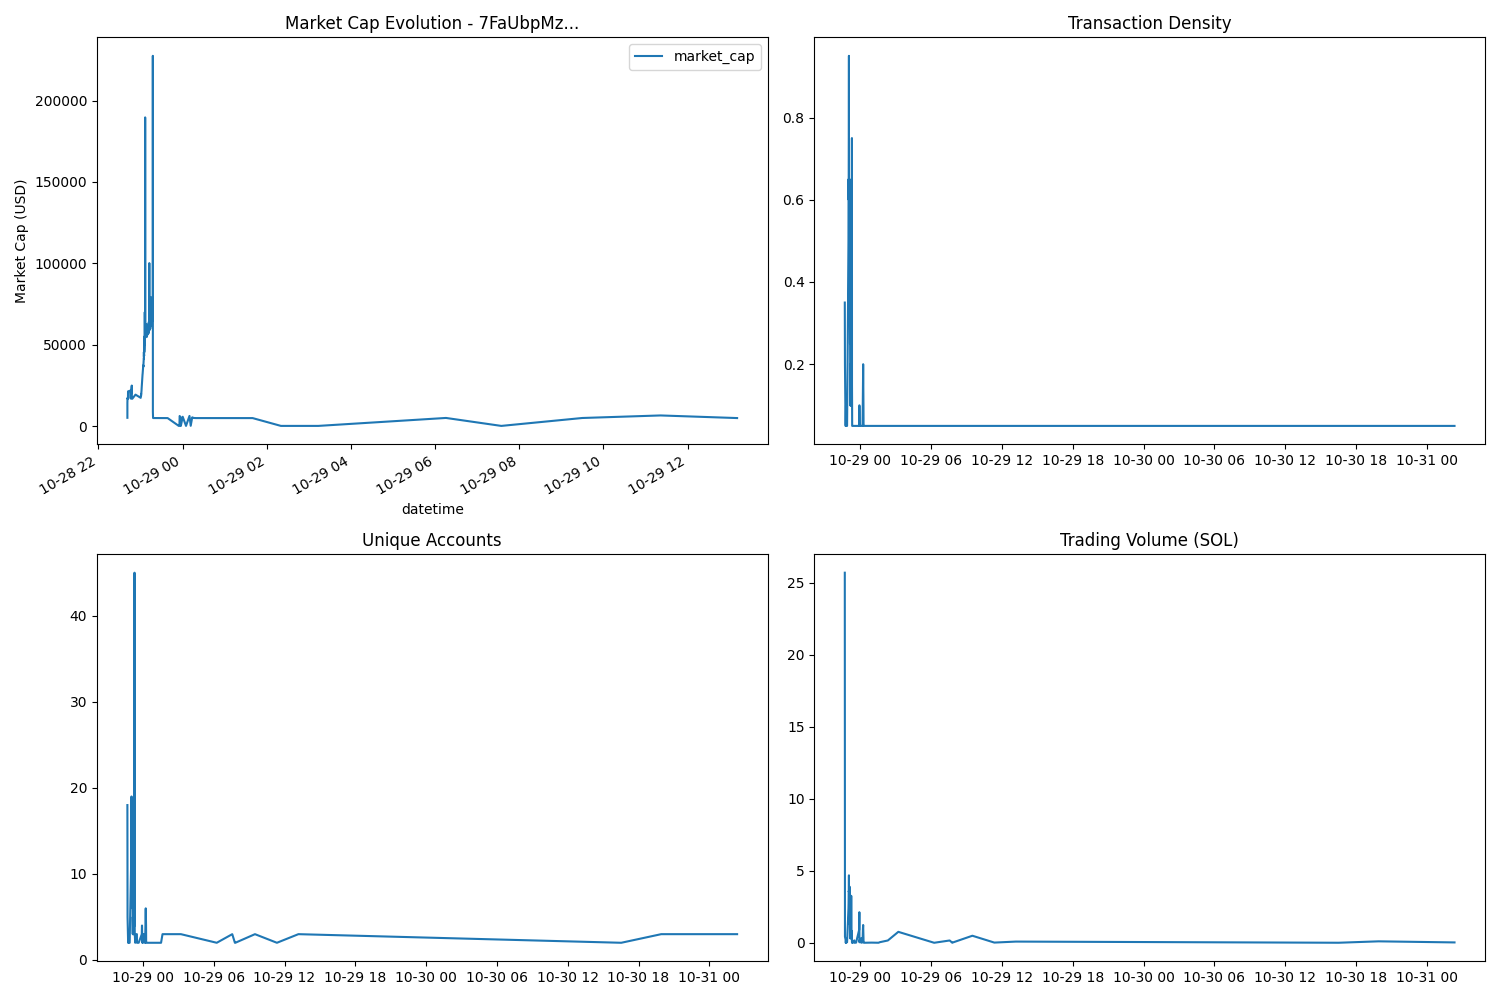 Market Cap Evolution - 7FaUbpMz...
market_cap
Market Cap (USD)
200000
150000
100000
50000
0
10-28 22
10-29 00
10-29 02
10-29 04
10-29 06
10-29 08
10-29 10
10-29 12
datetime
Transaction Density
0.8
0.6
0.4
0.2
10-29 00 10-29 06 10-29 12 10-29 18 10-30 00 10-30 06 10-30 12 10-30 18 10-31 00
Unique Accounts
40
30
20
10
0
10-29 00 10-29 06 10-29 12 10-29 18 10-30 00 10-30 06 10-30 12 10-30 18 10-31 00
Trading Volume (SOL)
25
20
15
10
5
0
10-29 00 10-29 06 10-29 12 10-29 18 10-30 00 10-30 06 10-30 12 10-30 18 10-31 00